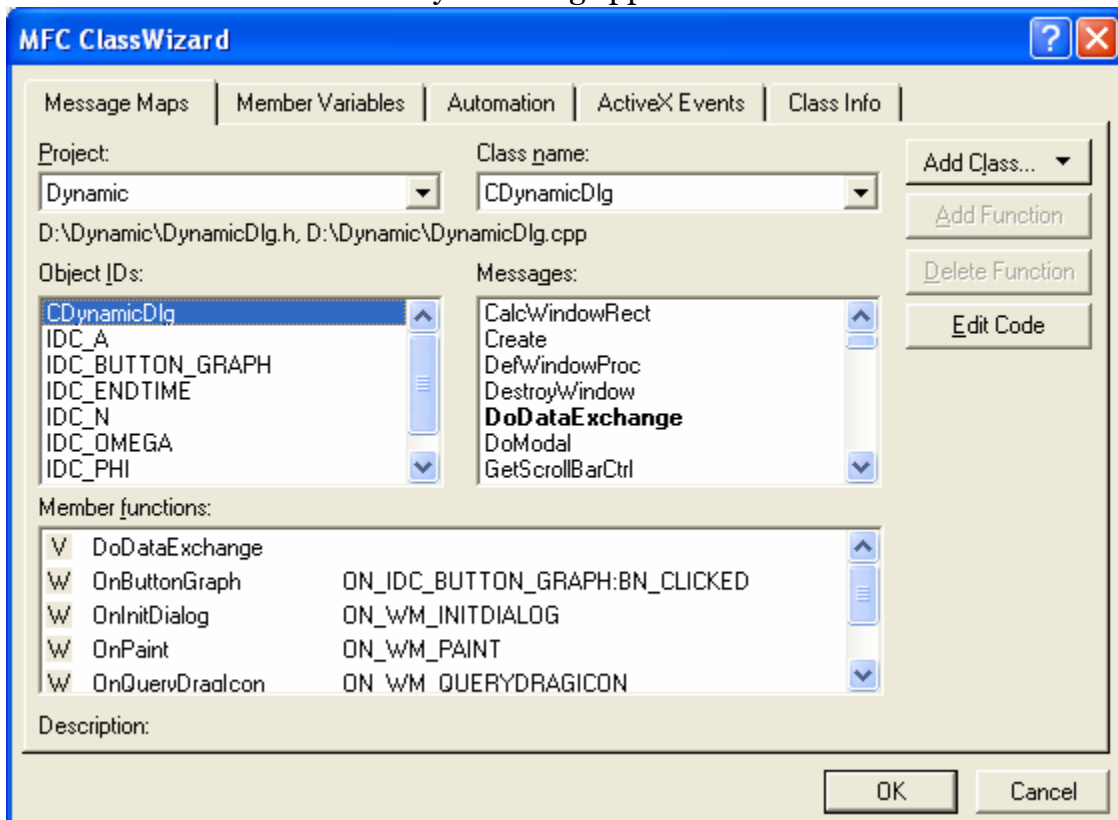 MFC ClassWizard
Message Maps Member Variables Automation ActiveX Events Class Info
Project: Class name:
Add Class...
Dynamic CDynamicDlg
Add Function
D:\Dynamic\DynamicDlg.h, D:\Dynamic\DynamicDlg.cpp
Object IDs: Messages:
Delete Function
CDynamicDlg CalcWindowRect
Edit Code
IDC_A Create
IDC_BUTTON_GRAPH DefWindowProc
IDC_ENDTIME DestroyWindow
IDC_N DoDataExchange
IDC_OMEGA DoModal
IDC_PHI GetScrollBarCtrl
Member functions:
V DoDataExchange
W OnButtonGraph ON_IDC_BUTTON_GRAPH:BN_CLICKED
W OnInitDialog ON_WM_INITDIALOG
W OnPaint ON_WM_PAINT
W OnQueryDragIcon ON_WM_QUERYDRAGICON
Description:
OK Cancel